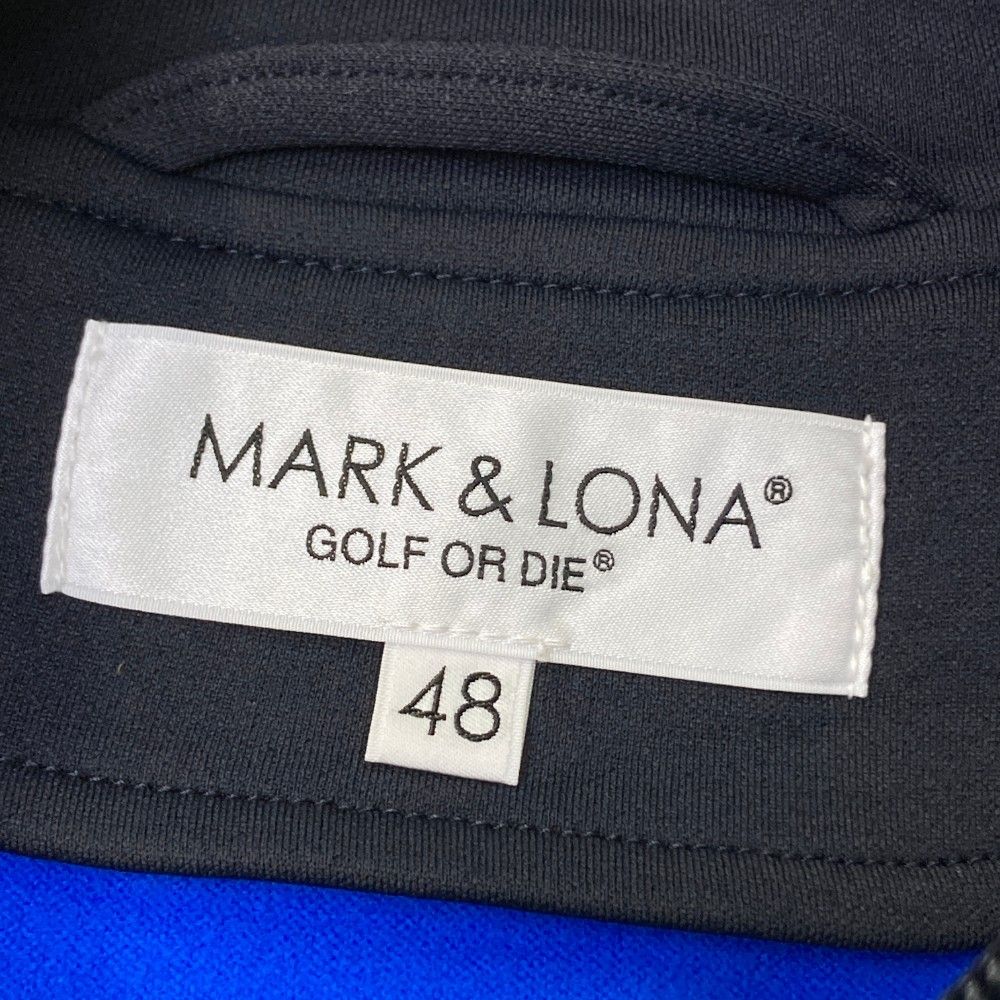 MARK & LONA®
GOLF OR DIE®
48